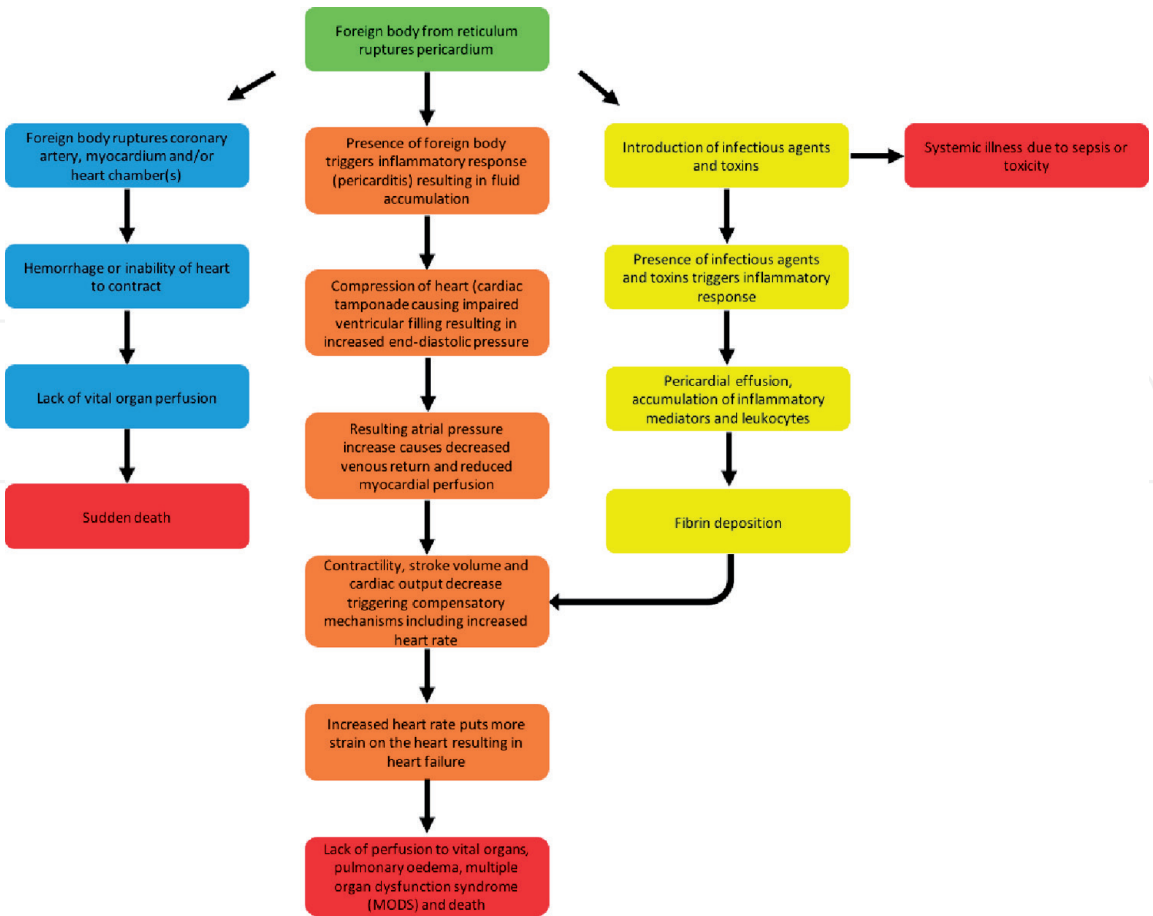 Foreign body from reticulum
ruptures pericardium
Foreign body ruptures coronary
artery, myocardium and/or
heart chamber(s)
Hemorrhage or inability of heart
to contract
Lack of vital organ perfusion
Sudden death
Presence of foreign body
triggers inflammatory response
(pericarditis) resulting in fluid
accumulation
Compression of heart (cardiac
tamponade causing impaired
ventricular filling resulting in
increased end-diastolic pressure
Resulting atrial pressure
increase causes decreased
venous return and reduced
myocardial perfusion
Contractility, stroke volume and
cardiac output decrease
triggering compensatory
mechanisms including increased
heart rate
Increased heart rate puts more
strain on the heart resulting in
heart failure
Lack of perfusion to vital organs,
pulmonary oedema, multiple
organ dysfunction syndrome
(MODS) and death
Introduction of infectious agents
and toxins
Presence of infectious agents
and toxins triggers inflammatory
response
Pericardial effusion,
accumulation of inflammatory
mediators and leukocytes
Fibrin deposition
Systemic illness due to sepsis or
toxicity